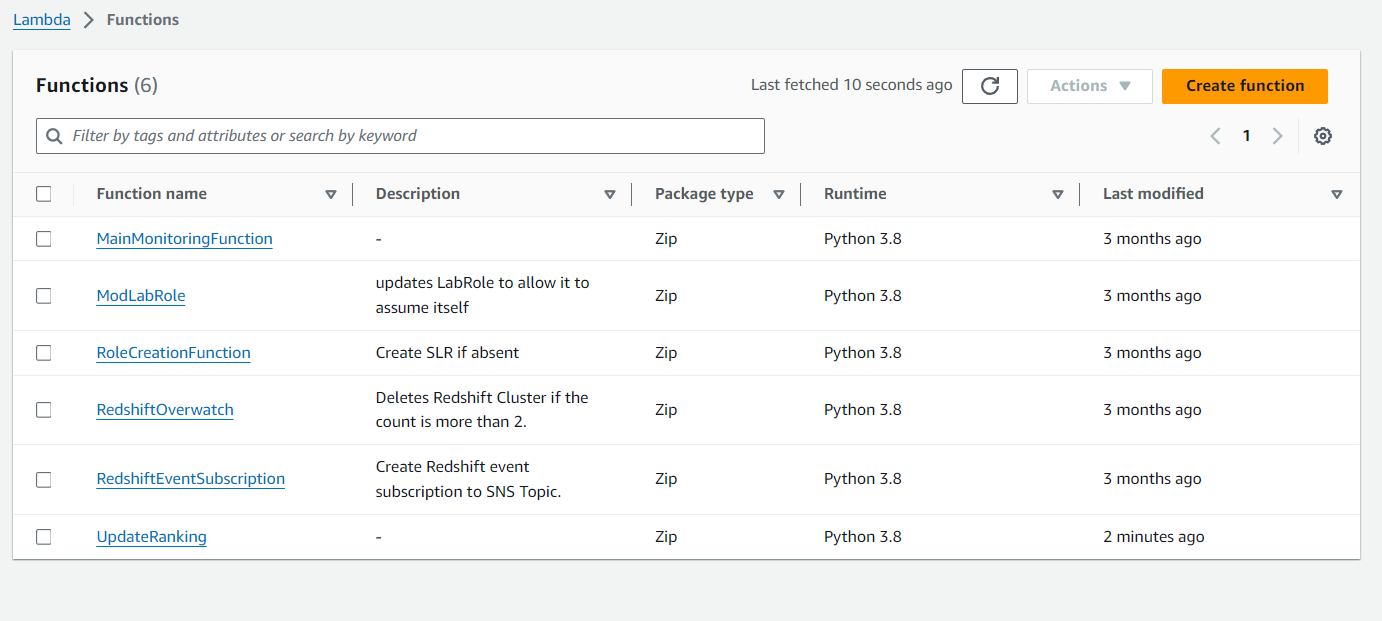 Lambda > Functions
Functions (6)
Last fetched 10 seconds ago
Actions
Create function
Filter by tags and attributes or search by keyword
1
Function name Description Package type Runtime Last modified
MainMonitoringFunction - Zip Python 3.8 3 months ago
ModLabRole updates LabRole to allow it to Zip Python 3.8 3 months ago
assume itself
RoleCreationFunction Create SLR if absent Zip Python 3.8 3 months ago
RedshiftOverwatch Deletes Redshift Cluster if the Zip Python 3.8 3 months ago
count is more than 2.
RedshiftEventSubscription Create Redshift event Zip Python 3.8 3 months ago
subscription to SNS Topic.
UpdateRanking - Zip Python 3.8 2 minutes ago